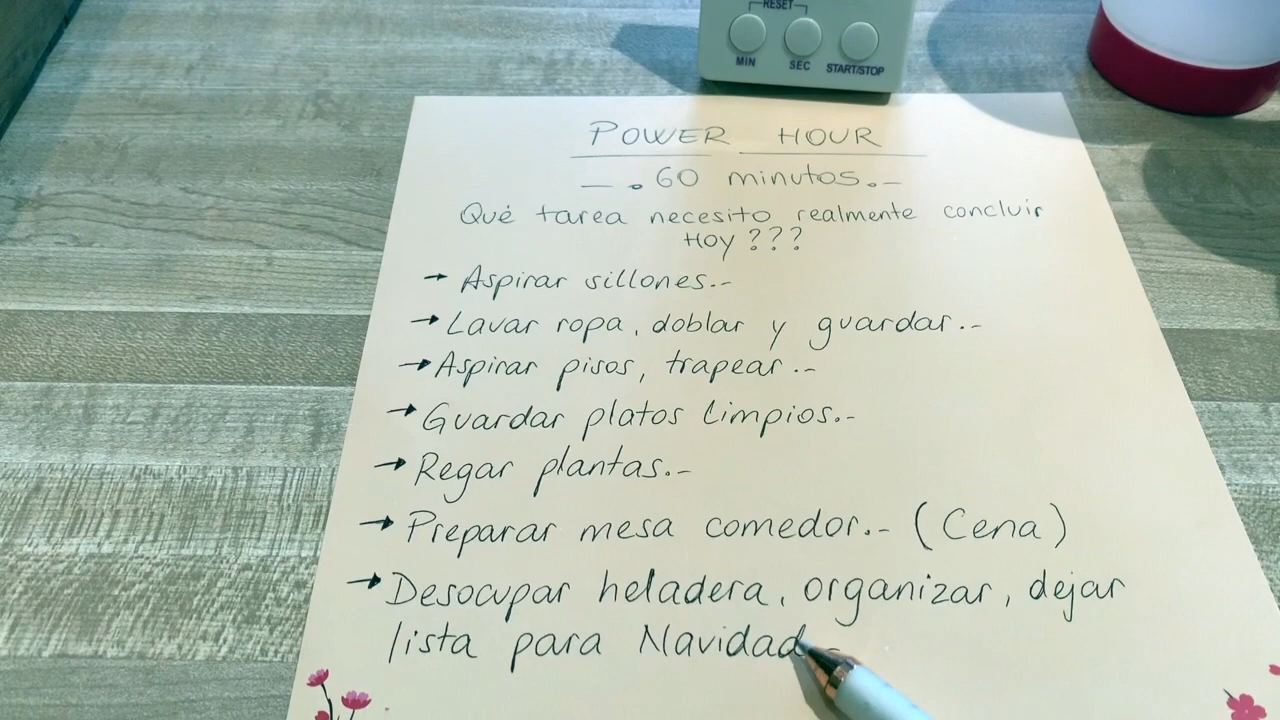 RESET
MIN SEC START/STOP
POWER HOUR
— . 60 minutos.-
Qué tarea necesito realmente concluir
Hoy ???
→ Aspirar sillones.-
→ Lavar ropa, doblar y guardar.-
→ Aspirar pisos, trapear.-
→ Guardar platos limpios.-
→ Regar plantas.-
→ Preparar mesa comedor.- (Cena)
→ Desocupar heladera, organizar, dejar
lista para Navidad.-